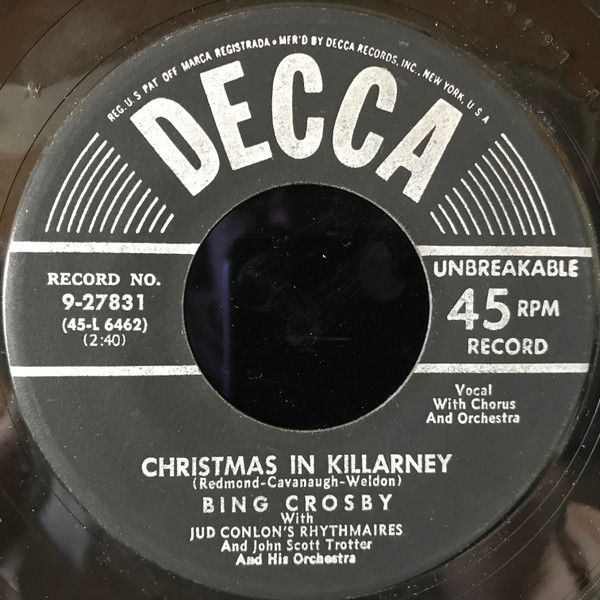 REG. U.S PAT OFF MARCA REGISTRADA • MFR'D BY DECCA RECORDS, INC., NEW YORK, U S A
DECCA
RECORD NO.
9-27831
(45-L 6462)
(2:40)
UNBREAKABLE
45 RPM
RECORD
Vocal
With Chorus
And Orchestra
CHRISTMAS IN KILLARNEY
(Redmond-Cavanaugh-Weldon)
BING CROSBY
With
JUD CONLON'S RHYTHMAIRES
And John Scott Trotter
And His Orchestra